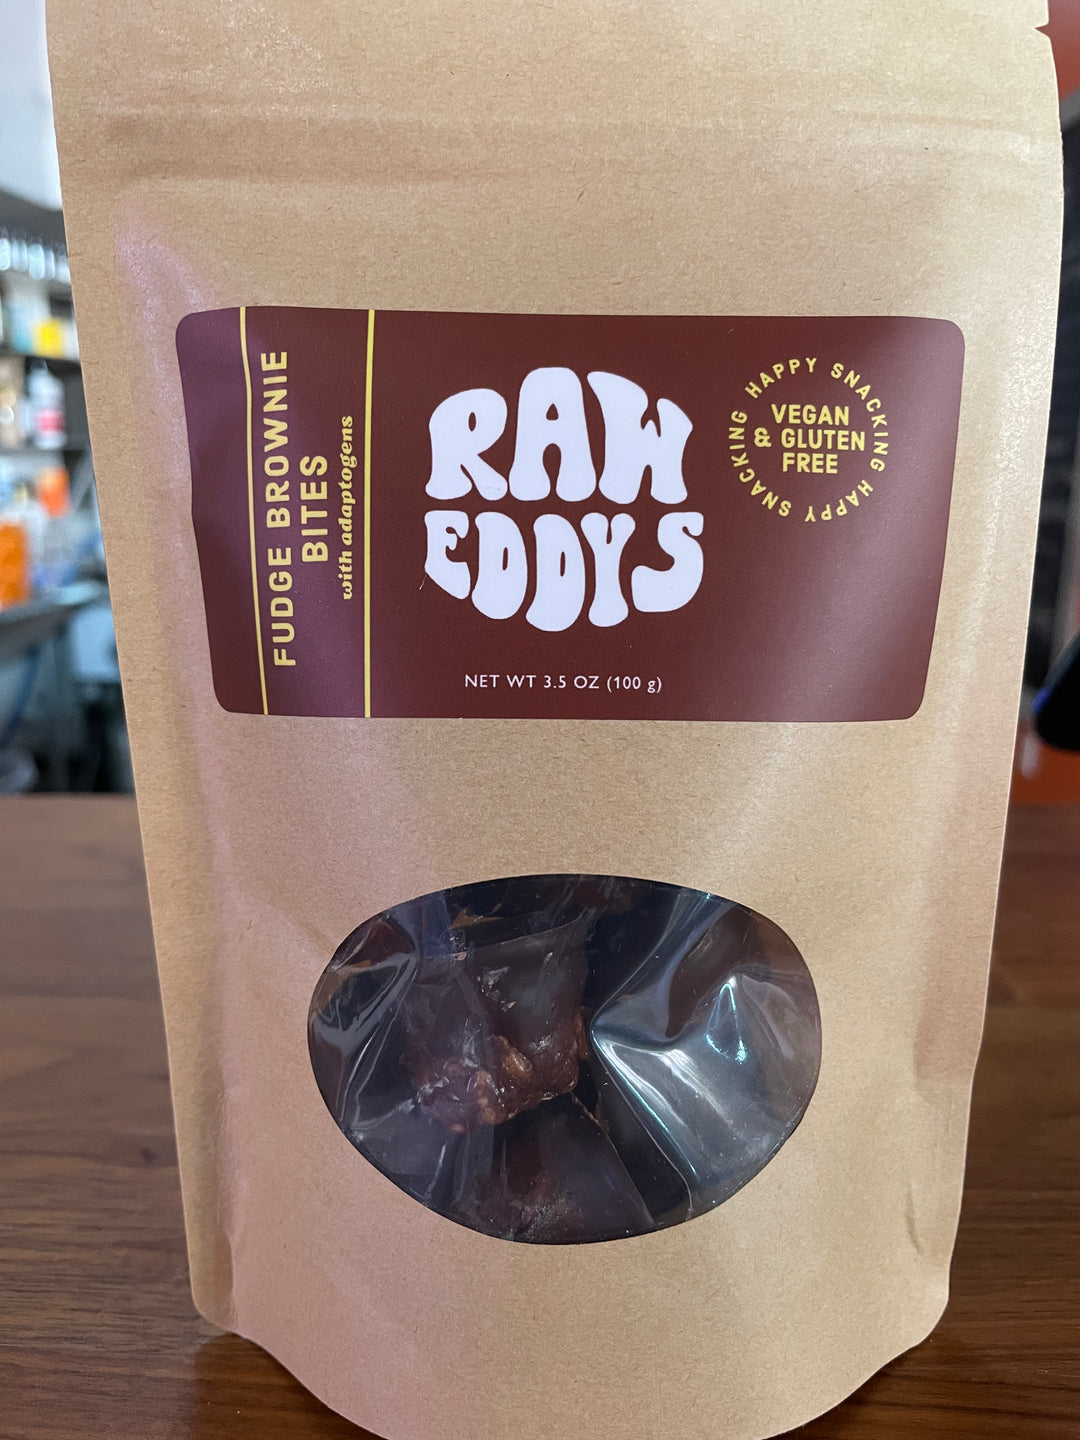 FUDGE BROWNIE
BITES
with adaptogens
RAW
EDDYS
NET WT 3.5 OZ (100 g)
HAPPY SNACKING HAPPY SNACKING
VEGAN
& GLUTEN
FREE